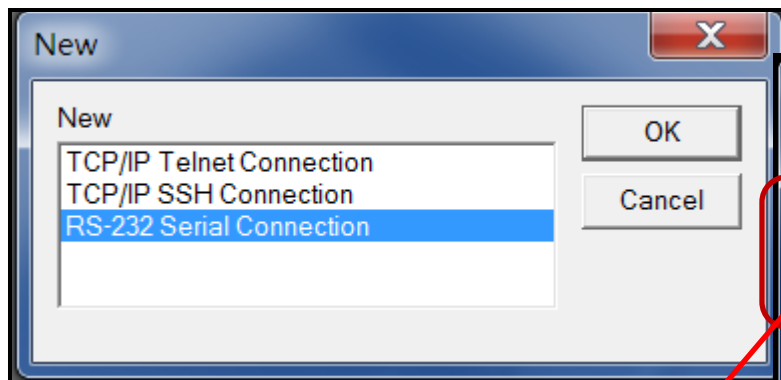 New
New
TCP/IP Telnet Connection
TCP/IP SSH Connection
RS-232 Serial Connection
OK
Cancel